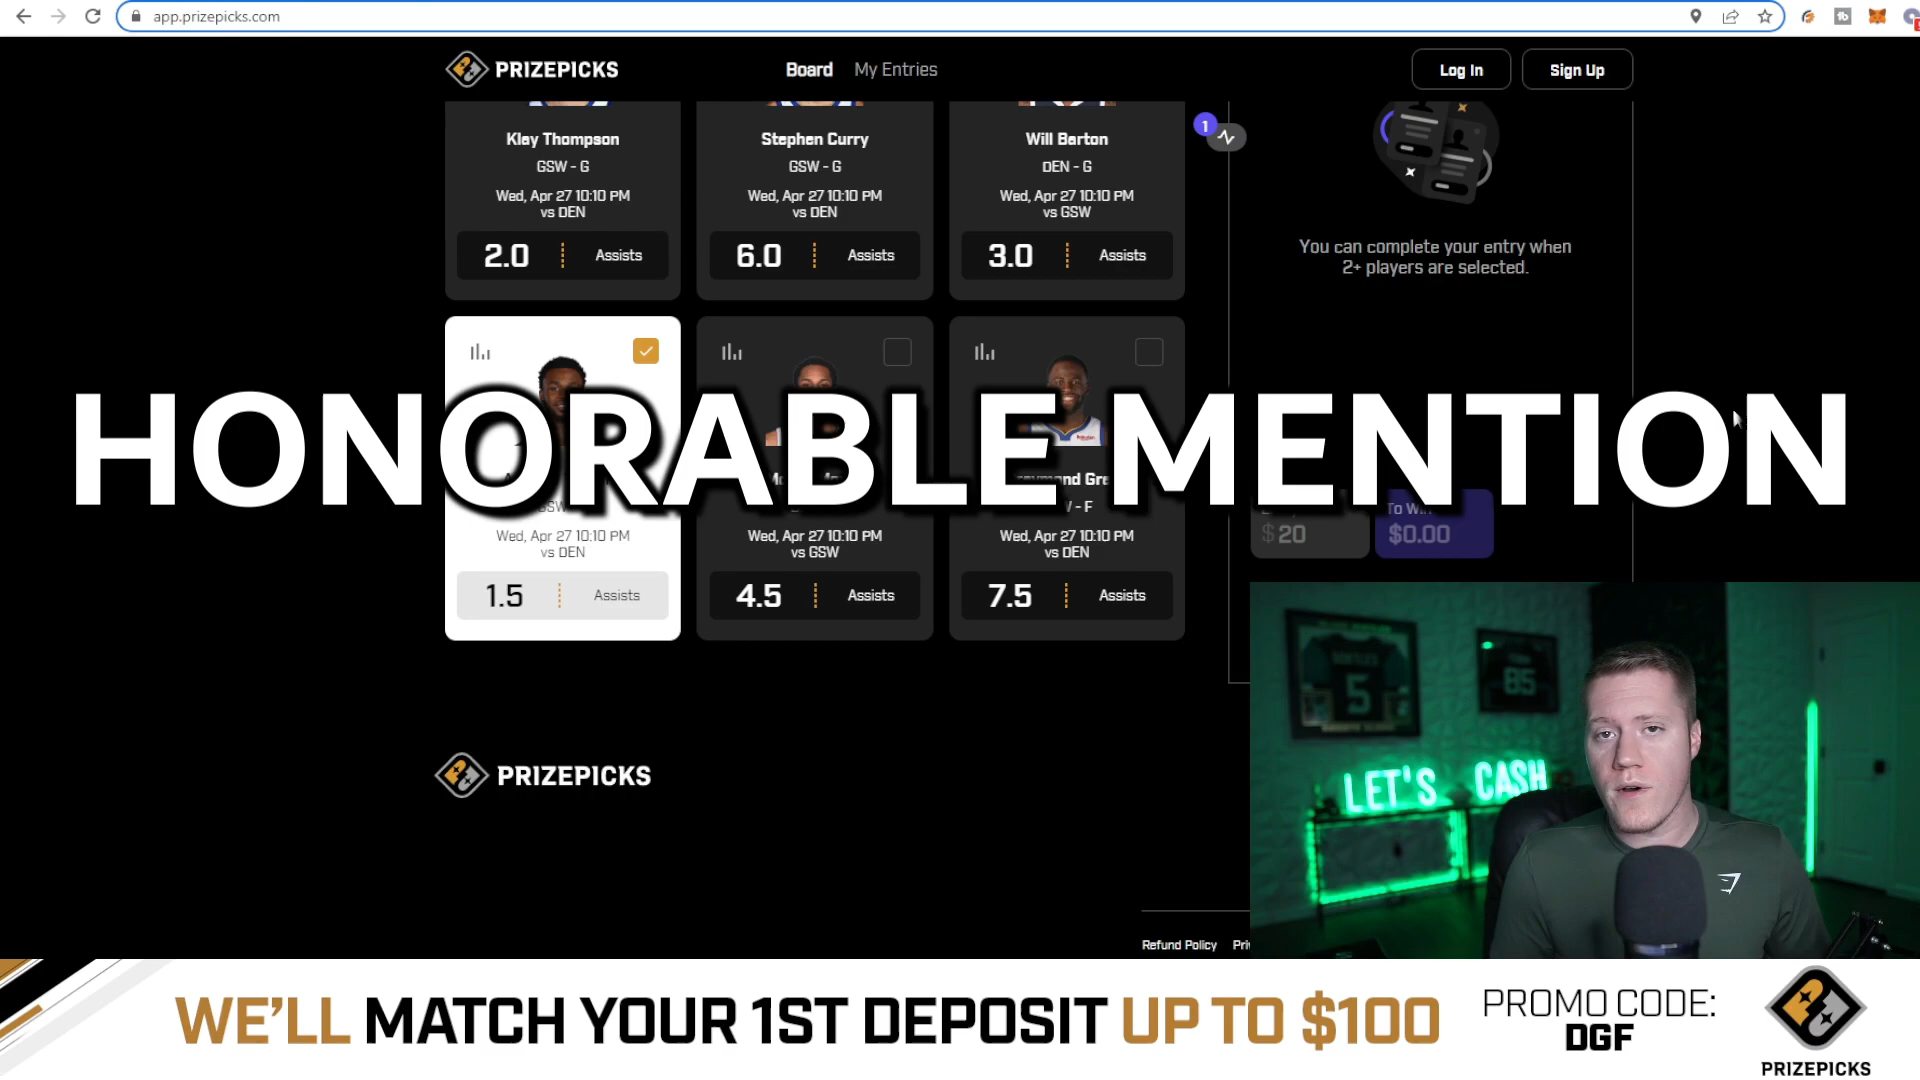 app.prizepicks.com
PRIZEPICKS
Board
My Entries
Log In
Sign Up
Klay Thompson
GSW - G
Wed, Apr 27 10:10 PM
vs DEN
2.0
Assists
Stephen Curry
GSW - G
Wed, Apr 27 10:10 PM
vs DEN
6.0
Assists
Will Barton
DEN - G
Wed, Apr 27 10:10 PM
vs GSW
3.0
Assists
1
You can complete your entry when
2+ players are selected.
HONORABLE MENTION
Wed, Apr 27 10:10 PM
vs DEN
1.5
Assists
Wed, Apr 27 10:10 PM
vs GSW
4.5
Assists
- F
Wed, Apr 27 10:10 PM
vs DEN
7.5
Assists
$20
To Win
$0.00
5
85
LET'S CASH
PRIZEPICKS
Refund Policy
WE'LL MATCH YOUR 1ST DEPOSIT UP TO $100
PROMO CODE:
DGF
PRIZEPICKS